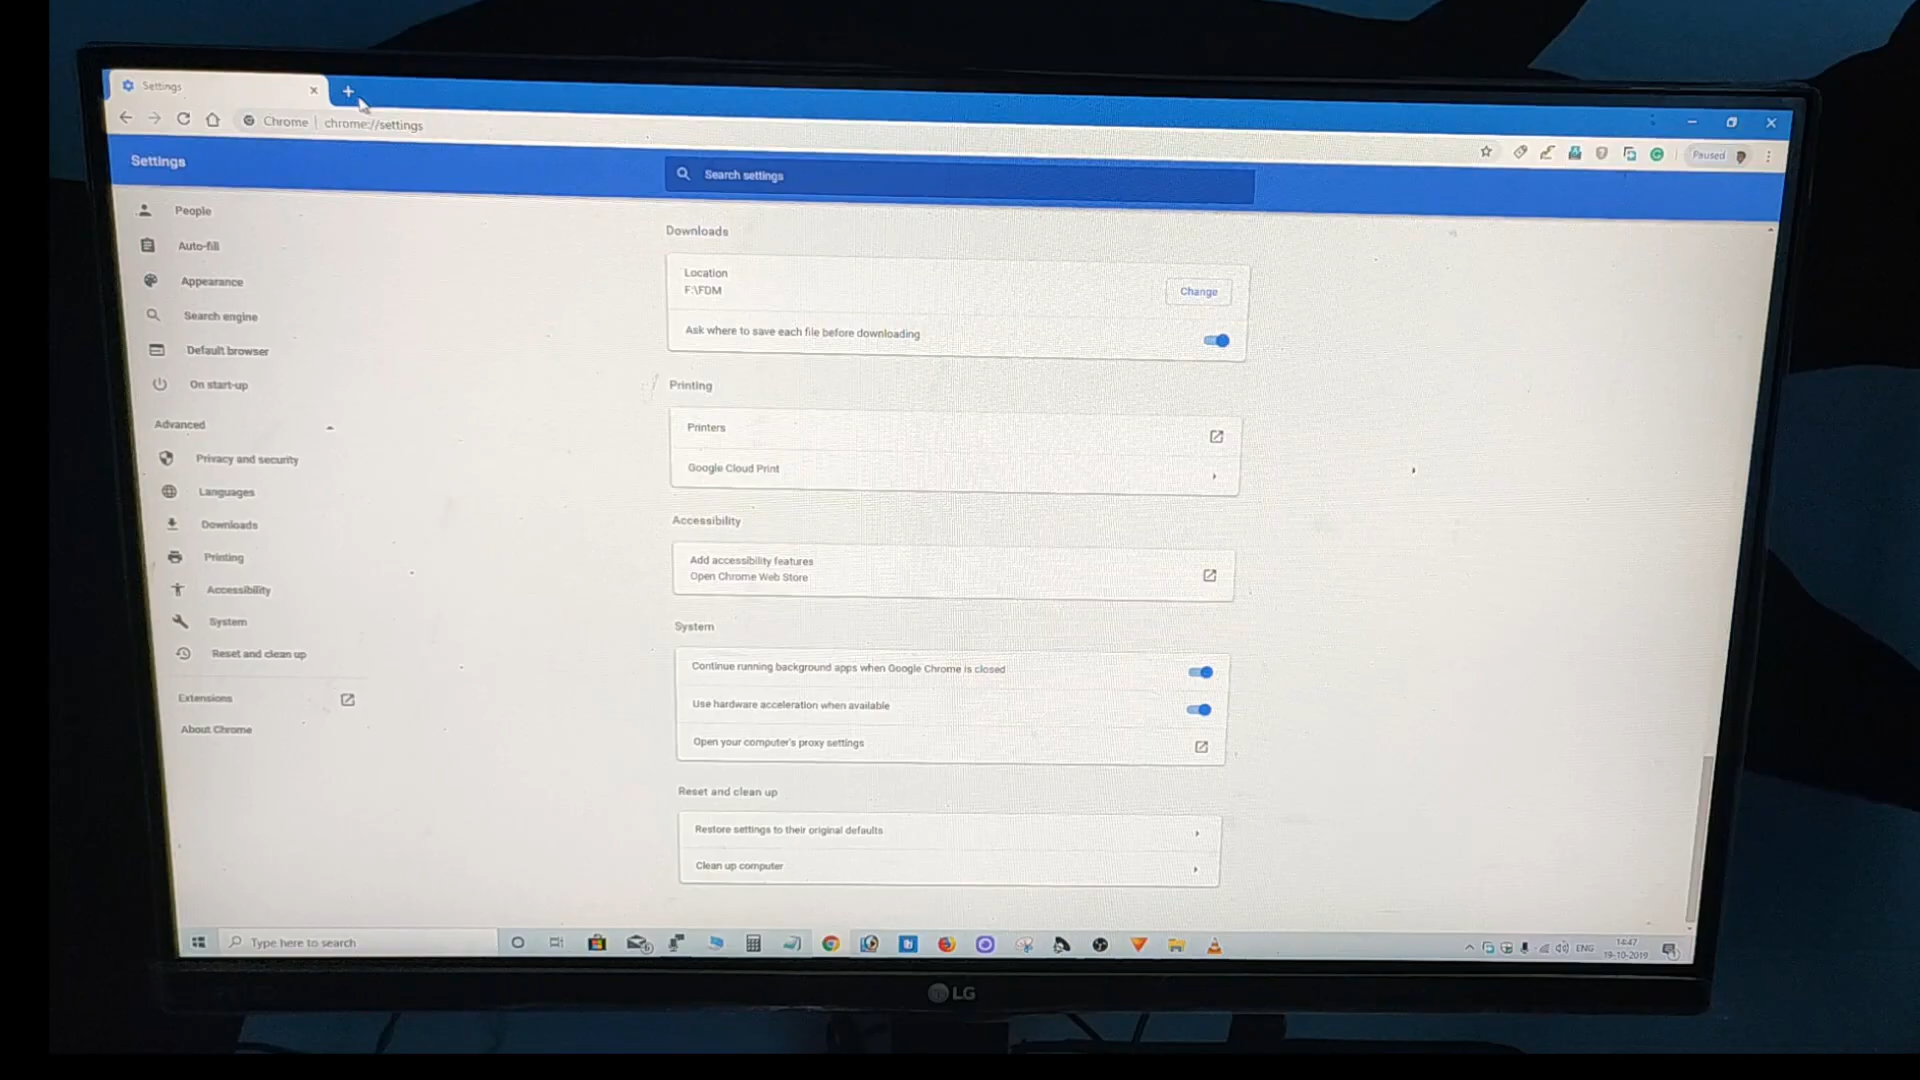 Settings
Chrome | chrome://settings
Paused
Settings
Search settings
People
Auto-fill
Appearance
Search engine
Default browser
On start-up
Advanced
Privacy and security
Languages
Downloads
Printing
Accessibility
System
Reset and clean up
Extensions
About Chrome
Downloads
Location
F:\FDM
Change
Ask where to save each file before downloading
Printing
Printers
Google Cloud Print
Accessibility
Add accessibility features
Open Chrome Web Store
System
Continue running background apps when Google Chrome is closed
Use hardware acceleration when available
Open your computer's proxy settings
Reset and clean up
Restore settings to their original defaults
Clean up computer
Type here to search
ENG
14:47
19-10-2019
LG